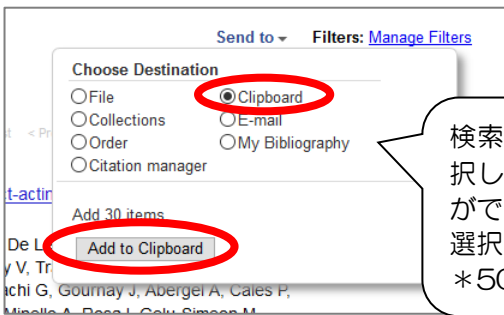 Send to Filters: Manage Filters
Choose Destination
File Clipboard
Collections E-mail
Order My Bibliography
Citation manager
Add 30 items
Add to Clipboard
t-actin
De L
y V, Tr
achi G, Gournay J, Abergel A, Cales P,
検索
択し
がで
選択
*50